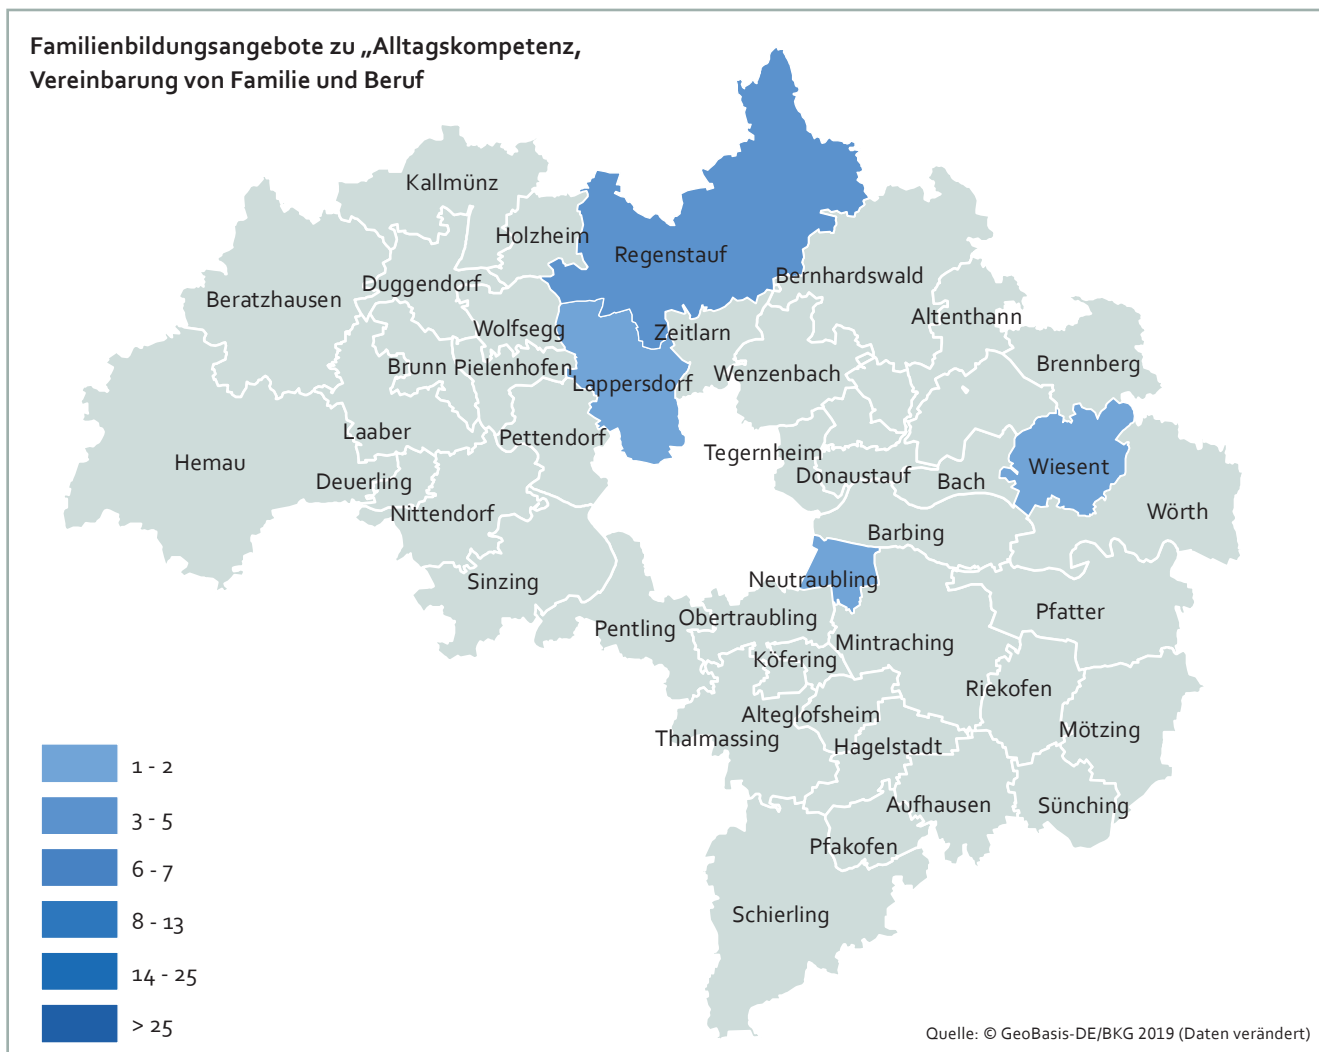 Familienbildungsangebote zu „Alltagskompetenz,
Vereinbarung von Familie und Beruf
Kallmünz
Holzheim
Regenstauf
Bernhardswald
Duggendorf
Beratzhausen
Altenthann
Wolfsegg
Zeitlarn
Brennberg
Brunn
Pielenhofen
Wenzenbach
Lappersdorf
Laaber
Pettendorf
Tegernheim
Hemau
Wiesent
Deuerling
Donaustauf
Bach
Nittendorf
Wörth
Barbing
Sinzing
Neutraubling
Pfatter
Obertraubling
Pentling
Mintraching
Köfering
Riekofen
Alteglofsheim
Mötzing
Thalmassing
Hagelstadt
Aufhausen
Sünching
Pfakofen
Schierling
1 - 2
3 - 5
6 - 7
8 - 13
14 - 25
> 25
Quelle: © GeoBasis-DE/BKG 2019 (Daten verändert)